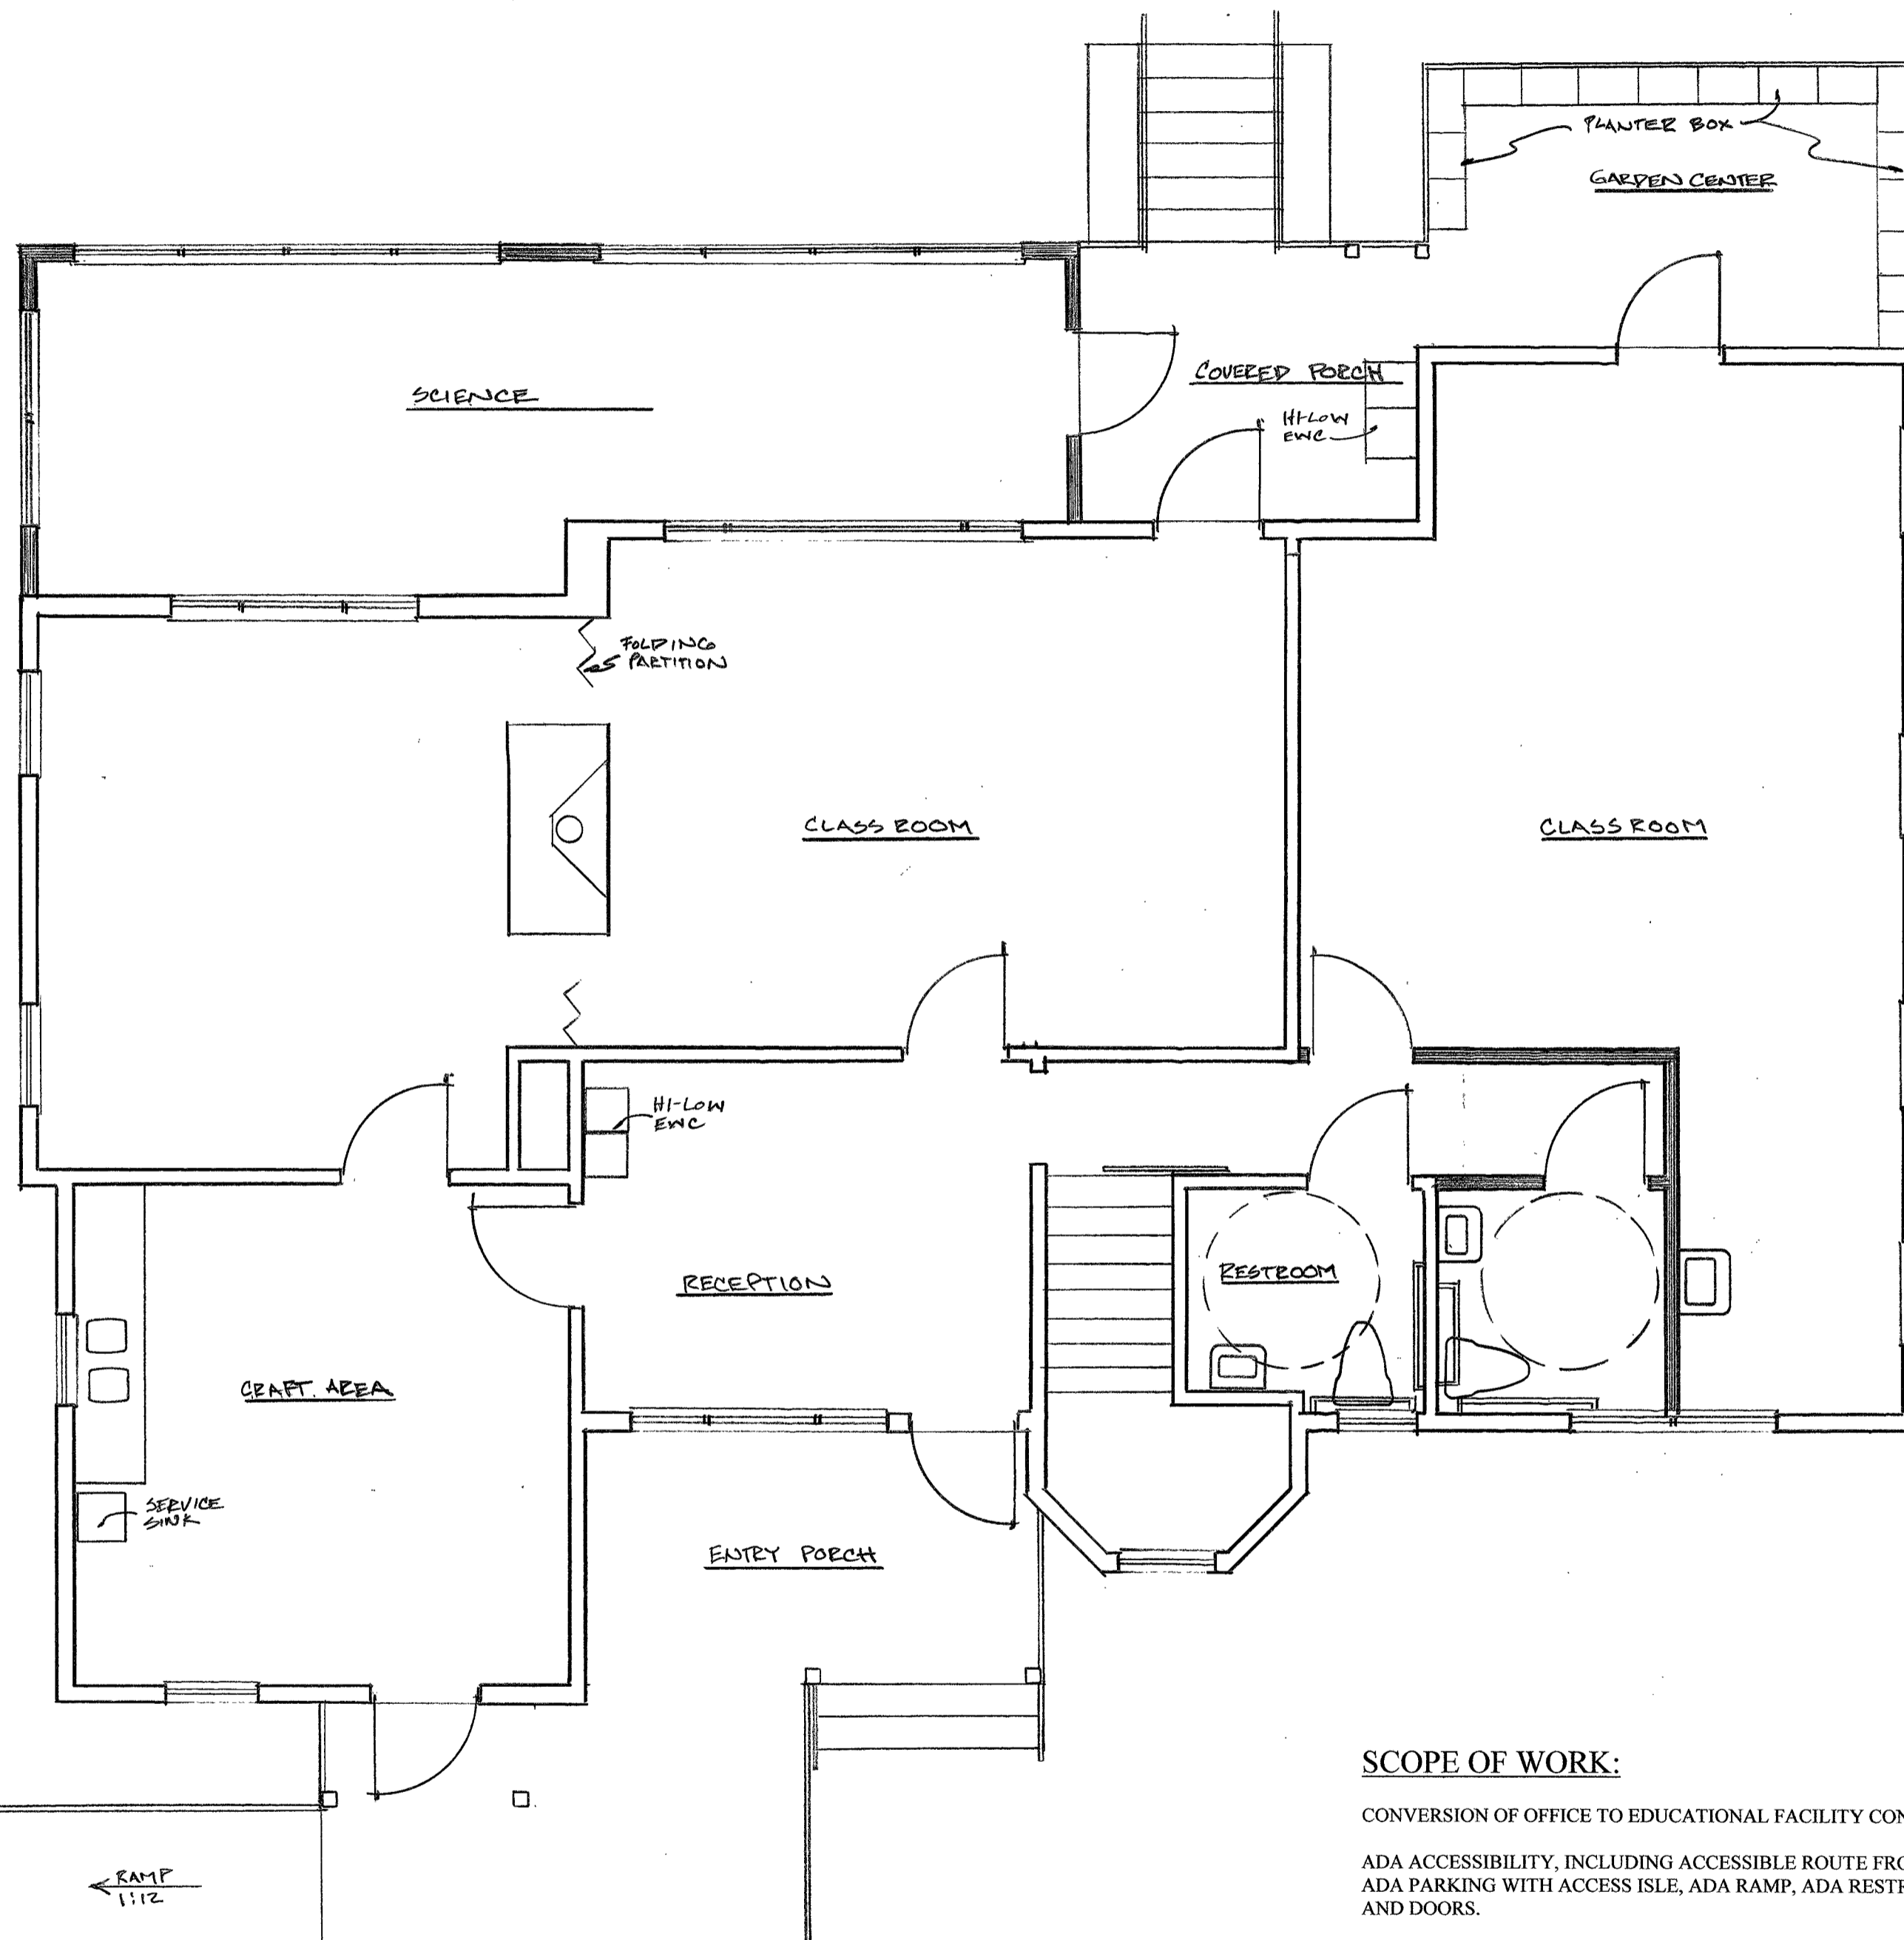 PLANTER BOX
GARDEN CENTER
SCIENCE
COVERED PORCH
HI-LOW
EWC
FOLDING
PARTITION
CLASS ROOM
CLASS ROOM
HI-LOW
EWC
RECEPTION
RESTROOM
CRAFT. AREA
SERVICE
SINK
ENTRY PORCH
RAMP
1:12
SCOPE OF WORK:
CONVERSION OF OFFICE TO EDUCATIONAL FACILITY CON
ADA ACCESSIBILITY, INCLUDING ACCESSIBLE ROUTE FRO
ADA PARKING WITH ACCESS ISLE, ADA RAMP, ADA RESTR
AND DOORS.